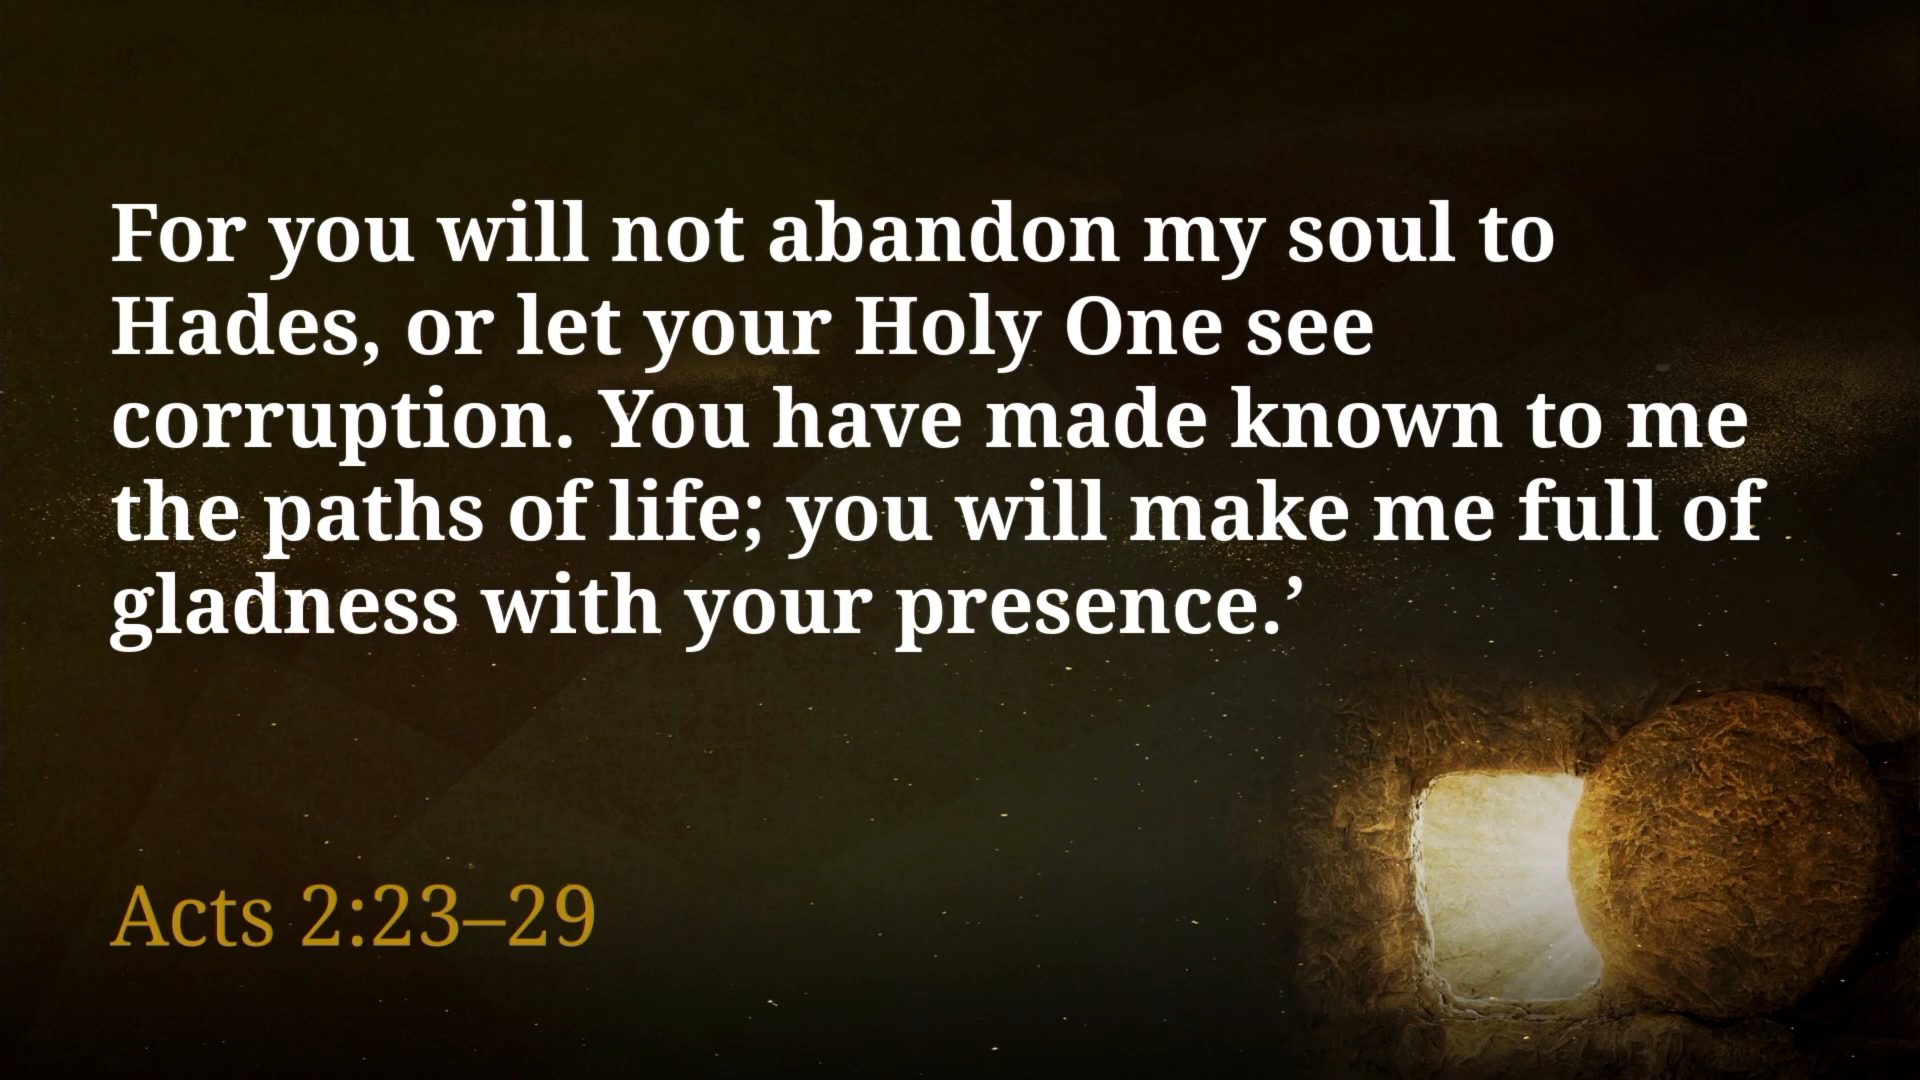 For you will not abandon my soul to
Hades, or let your Holy One see
corruption. You have made known to me
the paths of life; you will make me full of
gladness with your presence.’
Acts 2:23–29